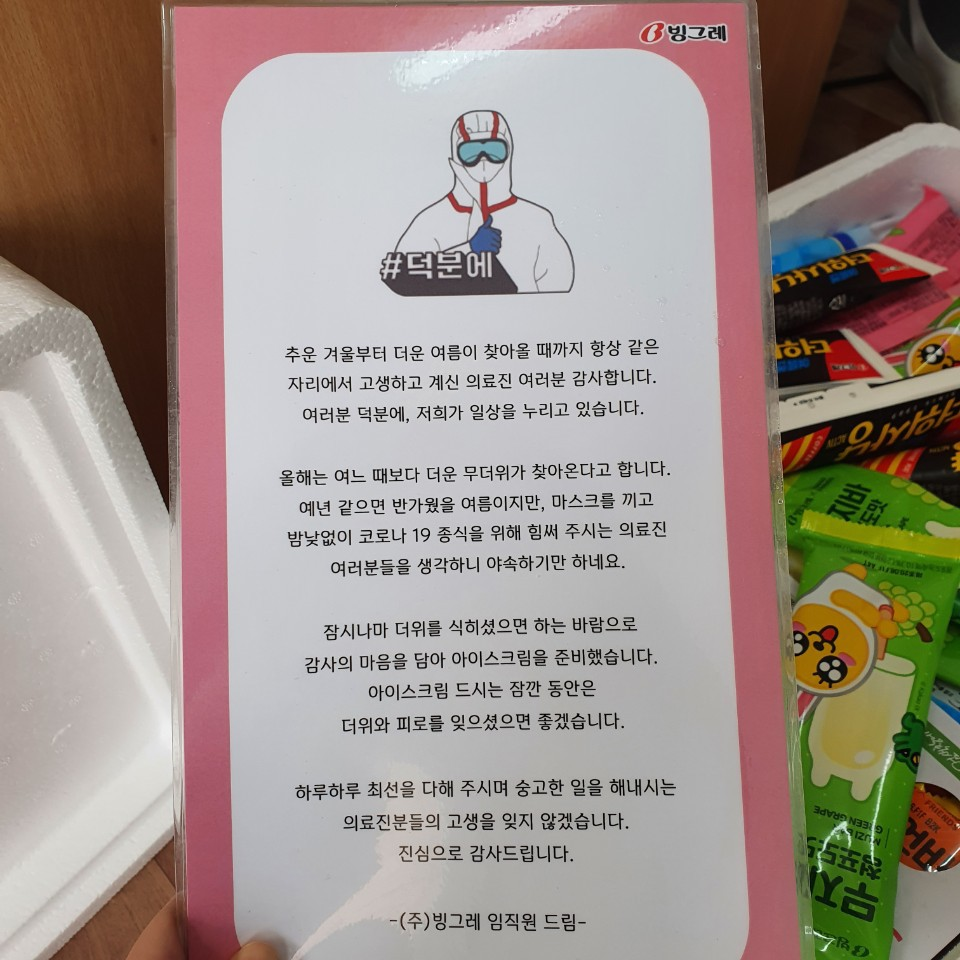 빙그레
#덕분에
추운 겨울부터 더운 여름이 찾아올 때까지 항상 같은
자리에서 고생하고 계신 의료진 여러분 감사합니다.
여러분 덕분에, 저희가 일상을 누리고 있습니다.
올해는 여느 때보다 더운 무더위가 찾아온다고 합니다.
예년 같으면 반가웠을 여름이지만, 마스크를 끼고
밤낮없이 코로나 19 종식을 위해 힘써 주시는 의료진
여러분들을 생각하니 야속하기만 하네요.
잠시나마 더위를 식히셨으면 하는 바람으로
감사의 마음을 담아 아이스크림을 준비했습니다.
아이스크림 드시는 잠깐 동안은
더위와 피로를 잊으셨으면 좋겠습니다.
하루하루 최선을 다해 주시며 숭고한 일을 해내시는
의료진분들의 고생을 잊지 않겠습니다.
진심으로 감사드립니다.
-(주)빙그레 임직원 드림-
더위사냥
GREEN GRAPE
청포도